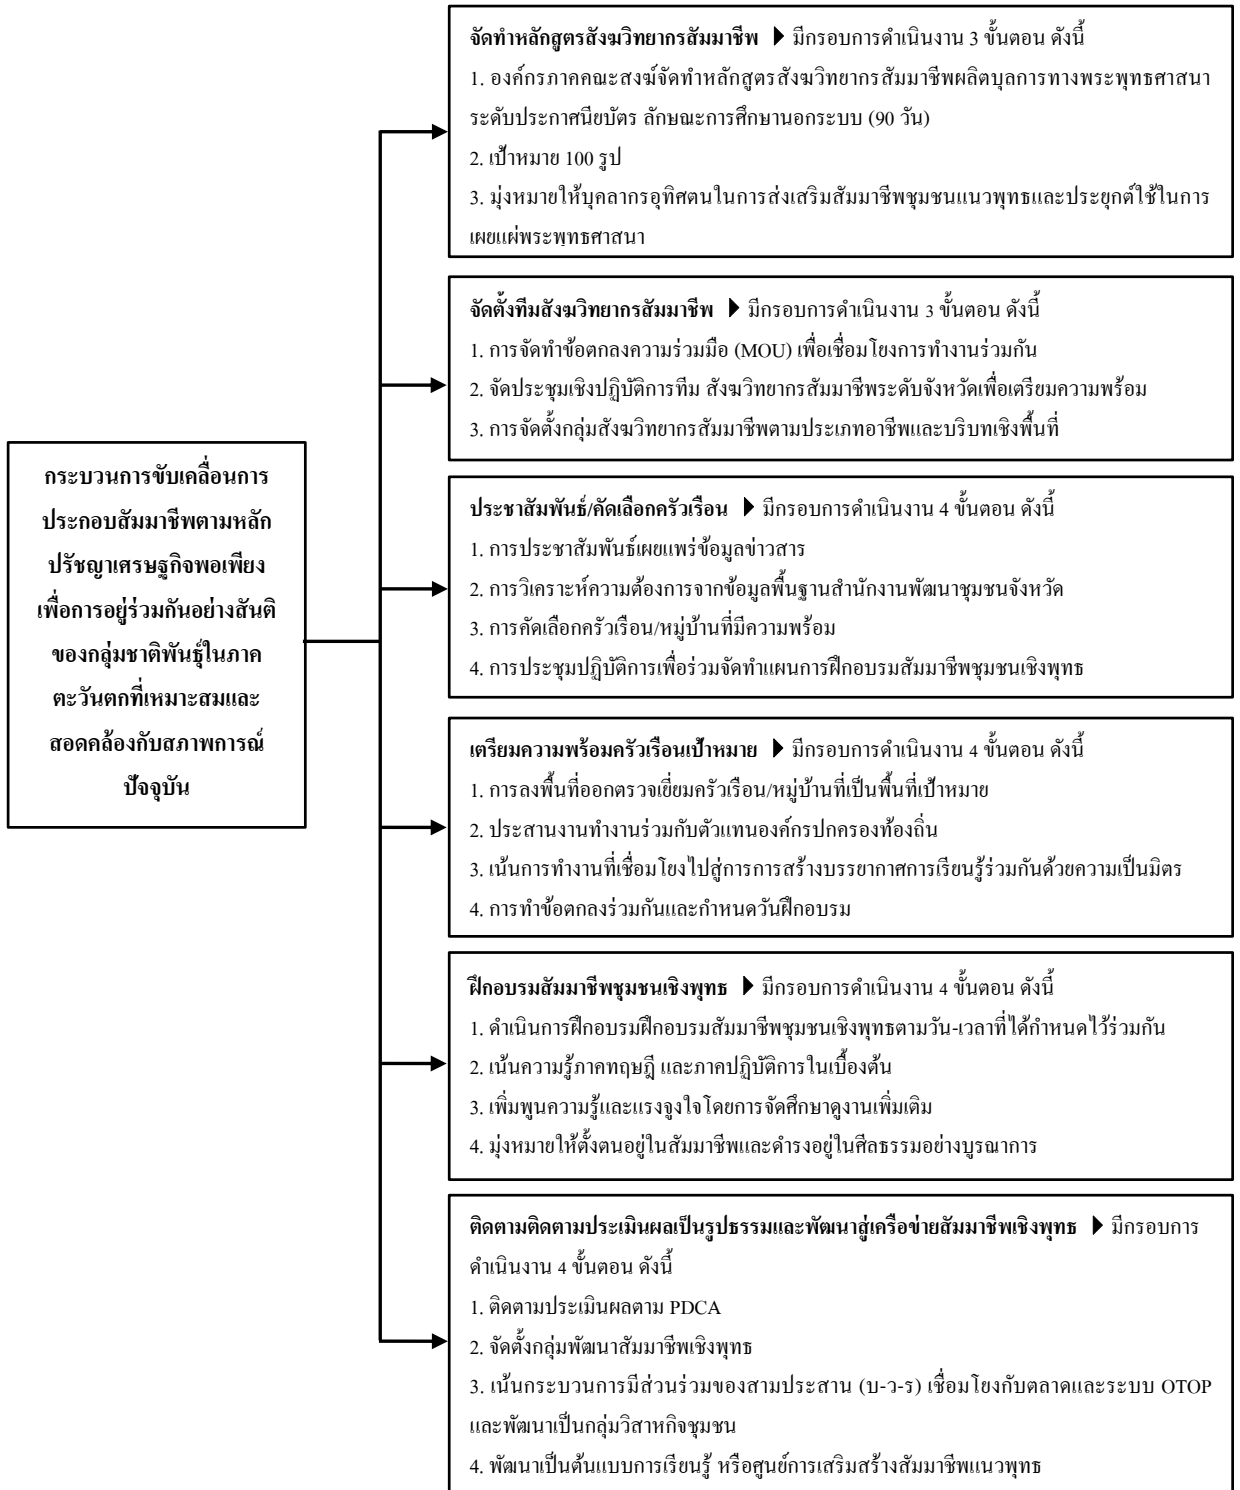 จัดทำหลักสูตรสังฆวิทยากรสัมมาชีพ ▶ มีกรอบการดำเนินงาน 3 ขั้นตอน ดังนี้
1. องค์กรภาคคณะสงฆ์จัดทำหลักสูตรสังฆวิทยากรสัมมาชีพผลิตบุลการทางพระพุทธศาสนา
ระดับประกาศนียบัตร ลักษณะการศึกษานอกระบบ (90 วัน)
2. เป้าหมาย 100 รูป
3. มุ่งหมายให้บุคลากรอุทิศตนในการส่งเสริมสัมมาชีพชุมชนแนวพุทธและประยุกต์ใช้ในการ
เผยแผ่พระพุทธศาสนา
จัดตั้งทีมสังฆวิทยากรสัมมาชีพ ▶ มีกรอบการดำเนินงาน 3 ขั้นตอน ดังนี้
1. การจัดทำข้อตกลงความร่วมมือ (MOU) เพื่อเชื่อมโยงการทำงานร่วมกัน
2. จัดประชุมเชิงปฏิบัติการทีม สังฆวิทยากรสัมมาชีพระดับจังหวัดเพื่อเตรียมความพร้อม
3. การจัดตั้งกลุ่มสังฆวิทยากรสัมมาชีพตามประเภทอาชีพและบริบทเชิงพื้นที่
กระบวนการขับเคลื่อนการ
ประกอบสัมมาชีพตามหลัก
ปรัชญาเศรษฐกิจพอเพียง
เพื่อการอยู่ร่วมกันอย่างสันติ
ของกลุ่มชาติพันธุ์ในภาค
ตะวันตกที่เหมาะสมและ
สอดคล้องกับสภาพการณ์
ปัจจุบัน
ประชาสัมพันธ์/คัดเลือกครัวเรือน ▶ มีกรอบการดำเนินงาน 4 ขั้นตอน ดังนี้
1. การประชาสัมพันธ์เผยแพร่ข้อมูลข่าวสาร
2. การวิเคราะห์ความต้องการจากข้อมูลพื้นฐานสำนักงานพัฒนาชุมชนจังหวัด
3. การคัดเลือกครัวเรือน/หมู่บ้านที่มีความพร้อม
4. การประชุมปฏิบัติการเพื่อร่วมจัดทำแผนการฝึกอบรมสัมมาชีพชุมชนเชิงพุทธ
เตรียมความพร้อมครัวเรือนเป้าหมาย ▶ มีกรอบการดำเนินงาน 4 ขั้นตอน ดังนี้
1. การลงพื้นที่ออกตรวจเยี่ยมครัวเรือน/หมู่บ้านที่เป็นพื้นที่เป้าหมาย
2. ประสานงานทำงานร่วมกับตัวแทนองค์กรปกครองท้องถิ่น
3. เน้นการทำงานที่เชื่อมโยงไปสู่การการสร้างบรรยากาศการเรียนรู้ร่วมกันด้วยความเป็นมิตร
4. การทำข้อตกลงร่วมกันและกำหนดวันฝึกอบรม
ฝึกอบรมสัมมาชีพชุมชนเชิงพุทธ ▶ มีกรอบการดำเนินงาน 4 ขั้นตอน ดังนี้
1. ดำเนินการฝึกอบรมฝึกอบรมสัมมาชีพชุมชนเชิงพุทธตามวัน-เวลาที่ได้กำหนดไว้ร่วมกัน
2. เน้นความรู้ภาคทฤษฎี และภาคปฏิบัติการในเบื้องต้น
3. เพิ่มพูนความรู้และแรงจูงใจโดยการจัดศึกษาดูงานเพิ่มเติม
4. มุ่งหมายให้ตั้งตนอยู่ในสัมมาชีพและดำรงอยู่ในศีลธรรมอย่างบูรณาการ
ติดตามติดตามประเมินผลเป็นรูปธรรมและพัฒนาสู่เครือข่ายสัมมาชีพเชิงพุทธ ▶ มีกรอบการ
ดำเนินงาน 4 ขั้นตอน ดังนี้
1. ติดตามประเมินผลตาม PDCA
2. จัดตั้งกลุ่มพัฒนาสัมมาชีพเชิงพุทธ
3. เน้นกระบวนการมีส่วนร่วมของสามประสาน (บ-ว-ร) เชื่อมโยงกับตลาดและระบบ OTOP
และพัฒนาเป็นกลุ่มวิสาหกิจชุมชน
4. พัฒนาเป็นต้นแบบการเรียนรู้ หรือศูนย์การเสริมสร้างสัมมาชีพแนวพุทธ